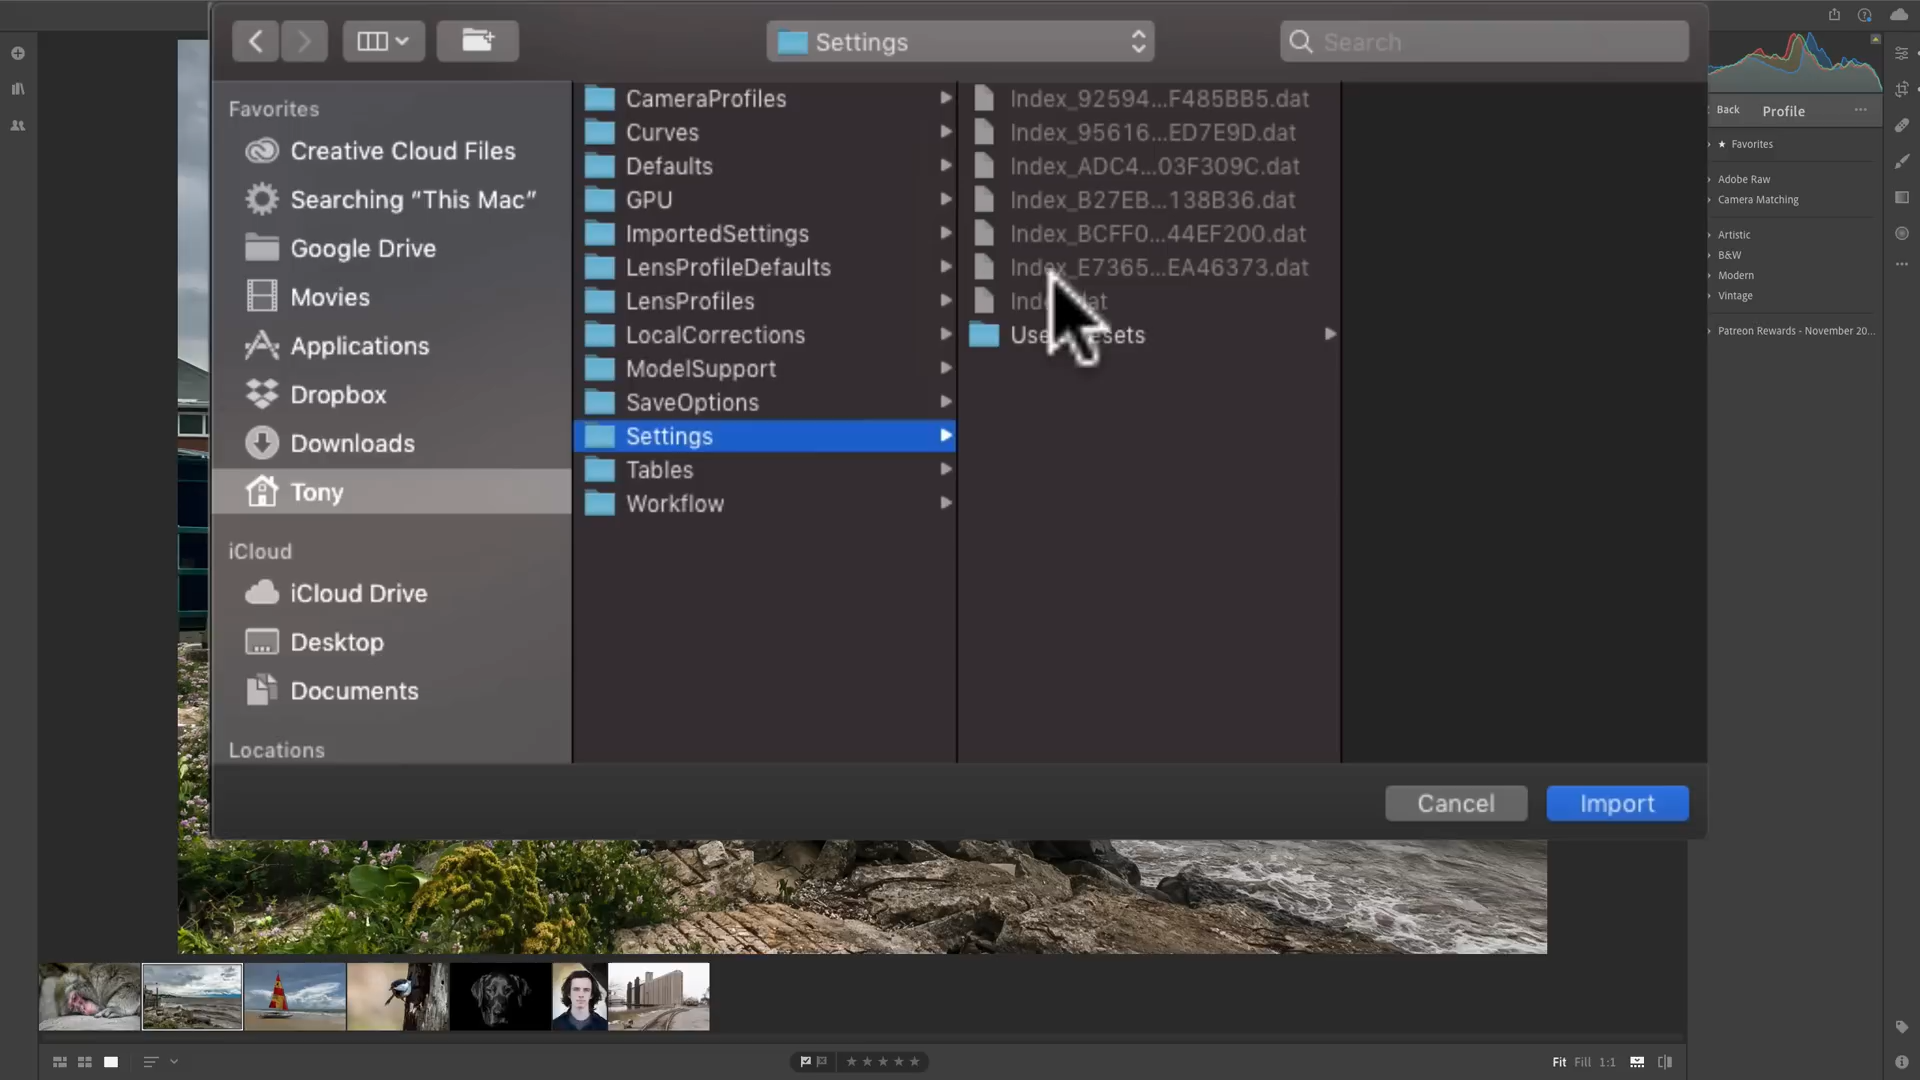 Settings
Search
Favorites
Creative Cloud Files
Searching “This Mac”
Google Drive
Movies
Applications
Dropbox
Downloads
Tony
iCloud
iCloud Drive
Desktop
Documents
Locations
CameraProfiles
Curves
Defaults
GPU
ImportedSettings
LensProfileDefaults
LensProfiles
LocalCorrections
ModelSupport
SaveOptions
Settings
Tables
Workflow
Index_92594...F485BB5.dat
Index_95616...ED7E9D.dat
Index_ADC4...03F309C.dat
Index_B27EB...138B36.dat
Index_BCFF0...44EF200.dat
Index_E7365...EA46373.dat
Cancel
Import
Back
Profile
Favorites
Adobe Raw
Camera Matching
Artistic
B&W
Modern
Vintage
Patreon Rewards - November 20...
Fit
Fill
1:1